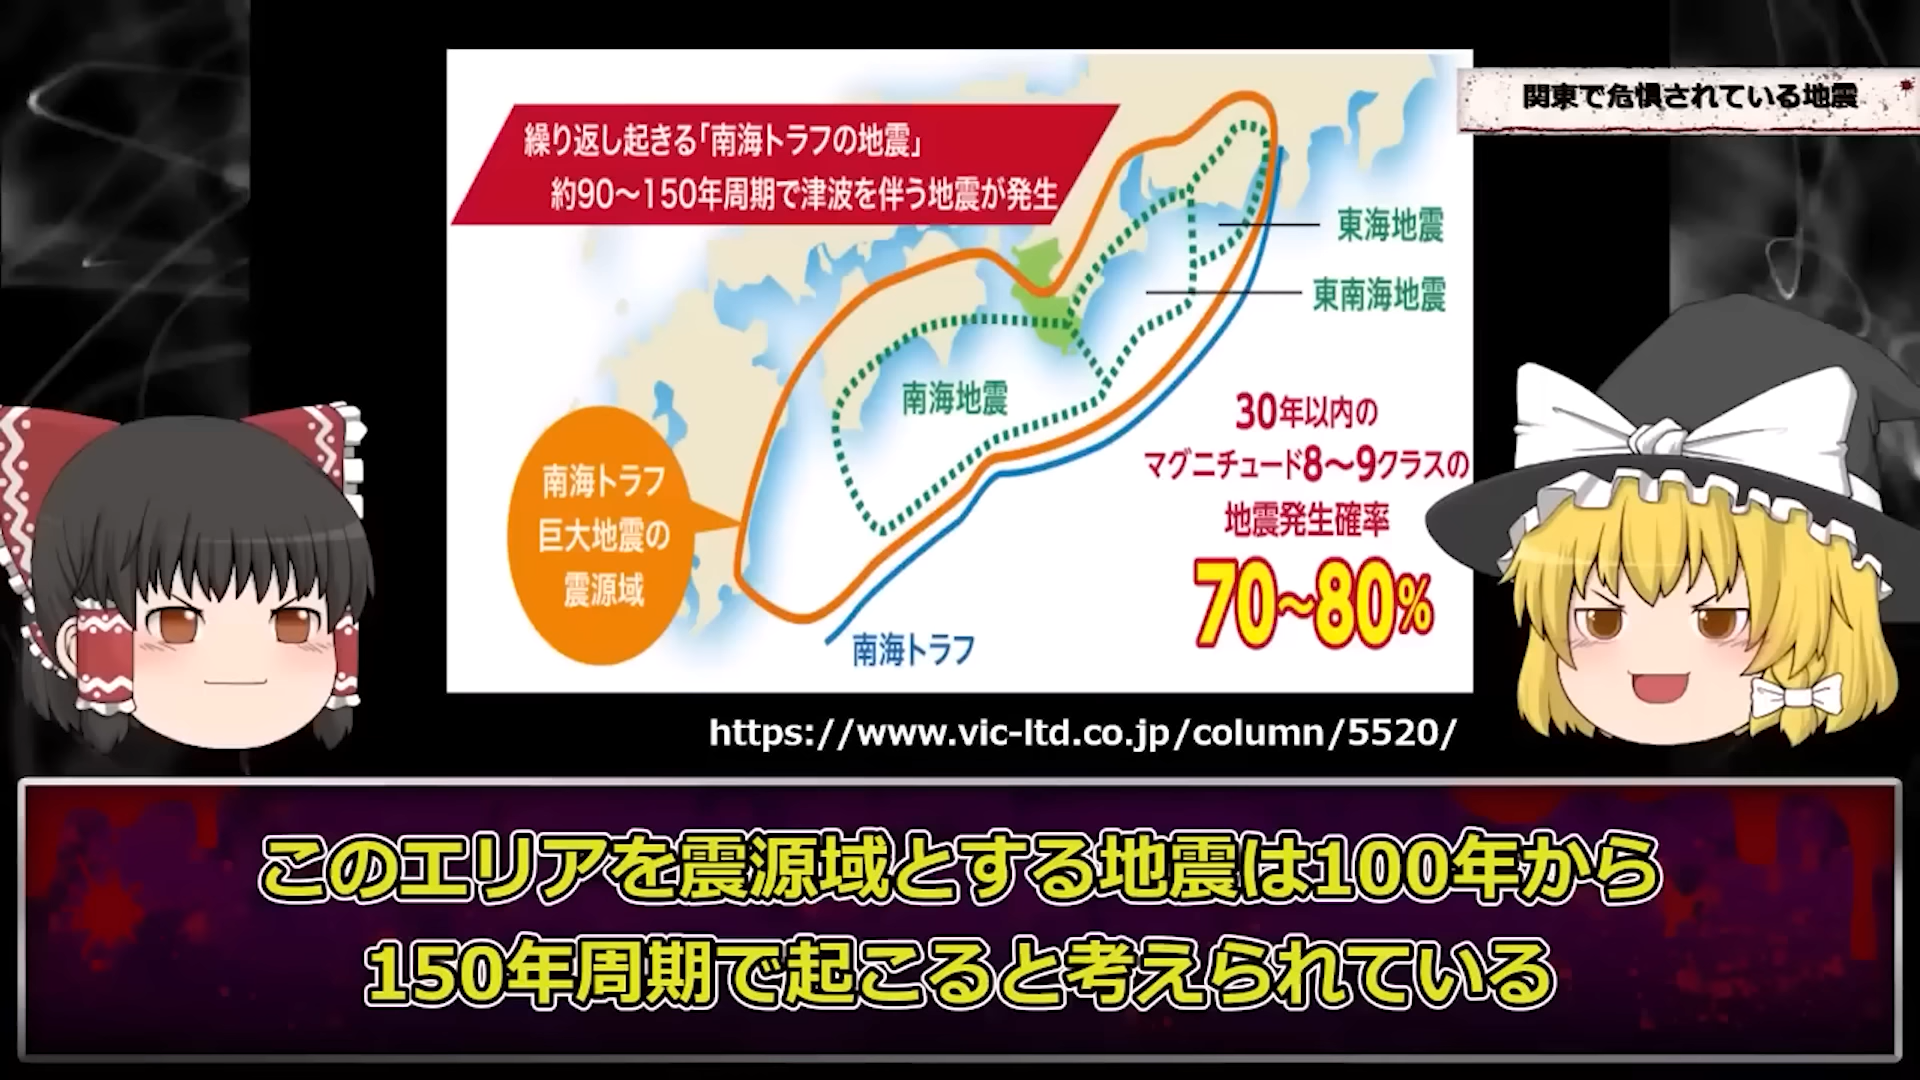 関東で危惧されている地震
繰り返し起きる「南海トラフの地震」
約90～150年周期で津波を伴う地震が発生
東海地震
東南海地震
南海地震
30年以内の
マグニチュード8～9クラスの
地震発生確率
70～80%
南海トラフ
巨大地震の
震源域
南海トラフ
https://www.vic-ltd.co.jp/column/5520/
このエリアを震源域とする地震は100年から
150年周期で起こると考えられている